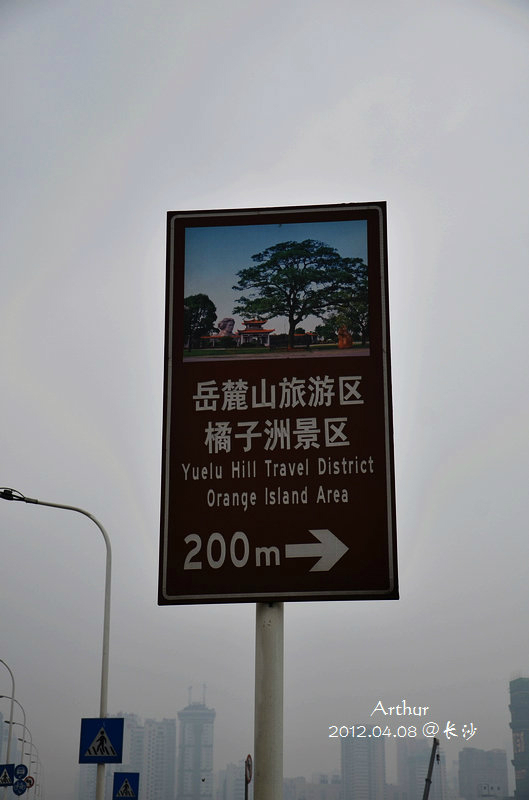 岳麓山旅游区
橘子洲景区
Yuelu Hill Travel District
Orange Island Area
200m
Arthur
2012.04.08 @长沙